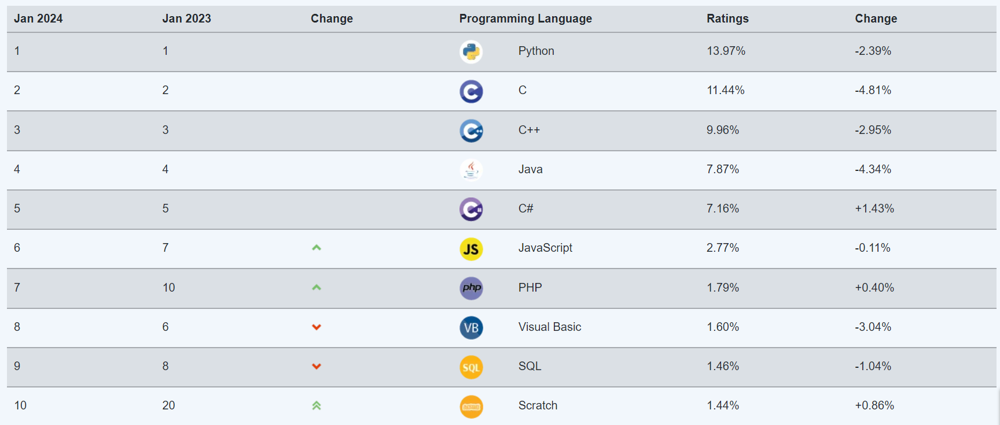 Jan 2024 Jan 2023 Change Programming Language Ratings Change
1 1 Python 13.97% -2.39%
2 2 C C 11.44% -4.81%
3 3 C++ C++ 9.96% -2.95%
4 4 Java 7.87% -4.34%
5 5 C# C# 7.16% +1.43%
6 7 JS JavaScript 2.77% -0.11%
7 10 php PHP 1.79% +0.40%
8 6 VB Visual Basic 1.60% -3.04%
9 8 SQL SQL 1.46% -1.04%
10 20 Scratch 1.44% +0.86%